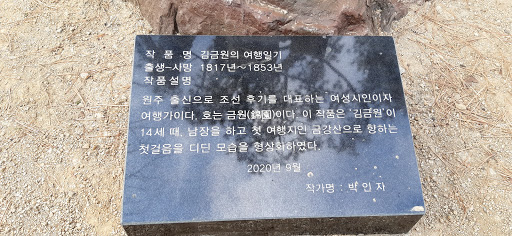 작 품 명 김금원의 여행일기
출생-사망 1817년~1853년
작품설명
원주 출신으로 조선 후기를 대표하는 여성시인이자
여행가이다. 호는 금원(錦園)이다. 이 작품은 '김금원'이
14세 때, 남장을 하고 첫 여행지인 금강산으로 향하는
첫걸음을 디딘 모습을 형상화하였다.
2020년 9월
작가명 : 박 인 자